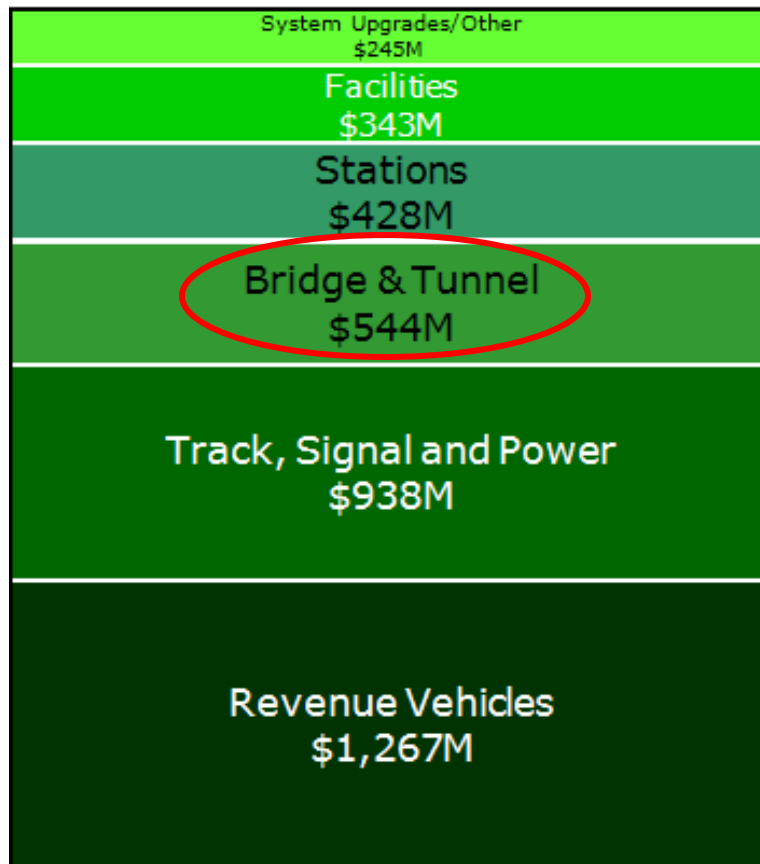 System Upgrades/Other
$245M
Facilities
$343M
Stations
$428M
Bridge & Tunnel
$544M
Track, Signal and Power
$938M
Revenue Vehicles
$1,267M